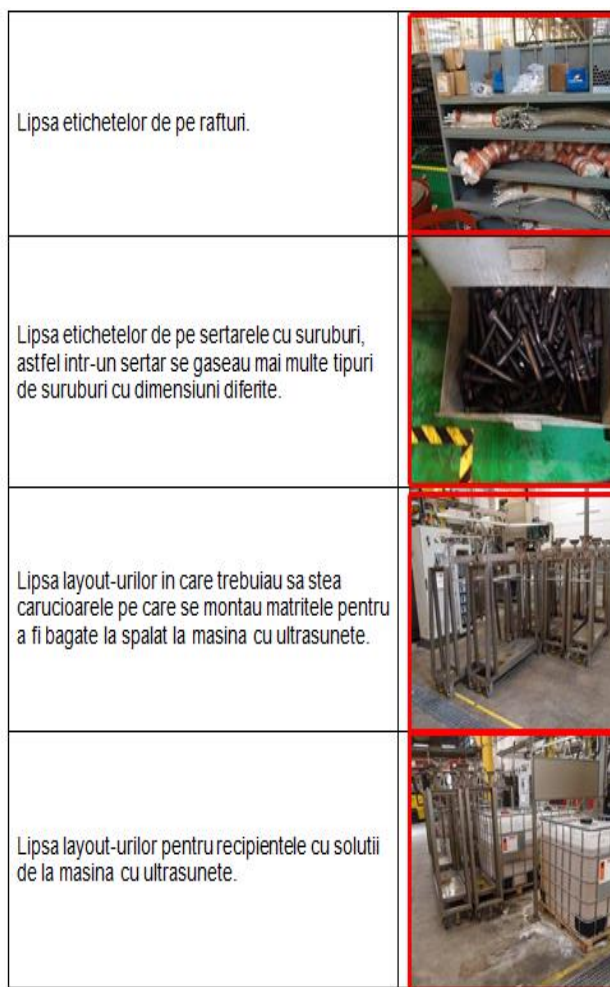 Lipsa etichetelor de pe rafturi.
Lipsa etichetelor de pe sertarele cu suruburi,
astfel intr-un sertar se gaseau mai multe tipuri
de suruburi cu dimensiuni diferite.
Lipsa layout-urilor in care trebuiau sa stea
carucioarele pe care se montau matritele pentru
a fi bagate la spalat la masina cu ultrasunete.
Lipsa layout-urilor pentru recipientele cu solutii
de la masina cu ultrasunete.